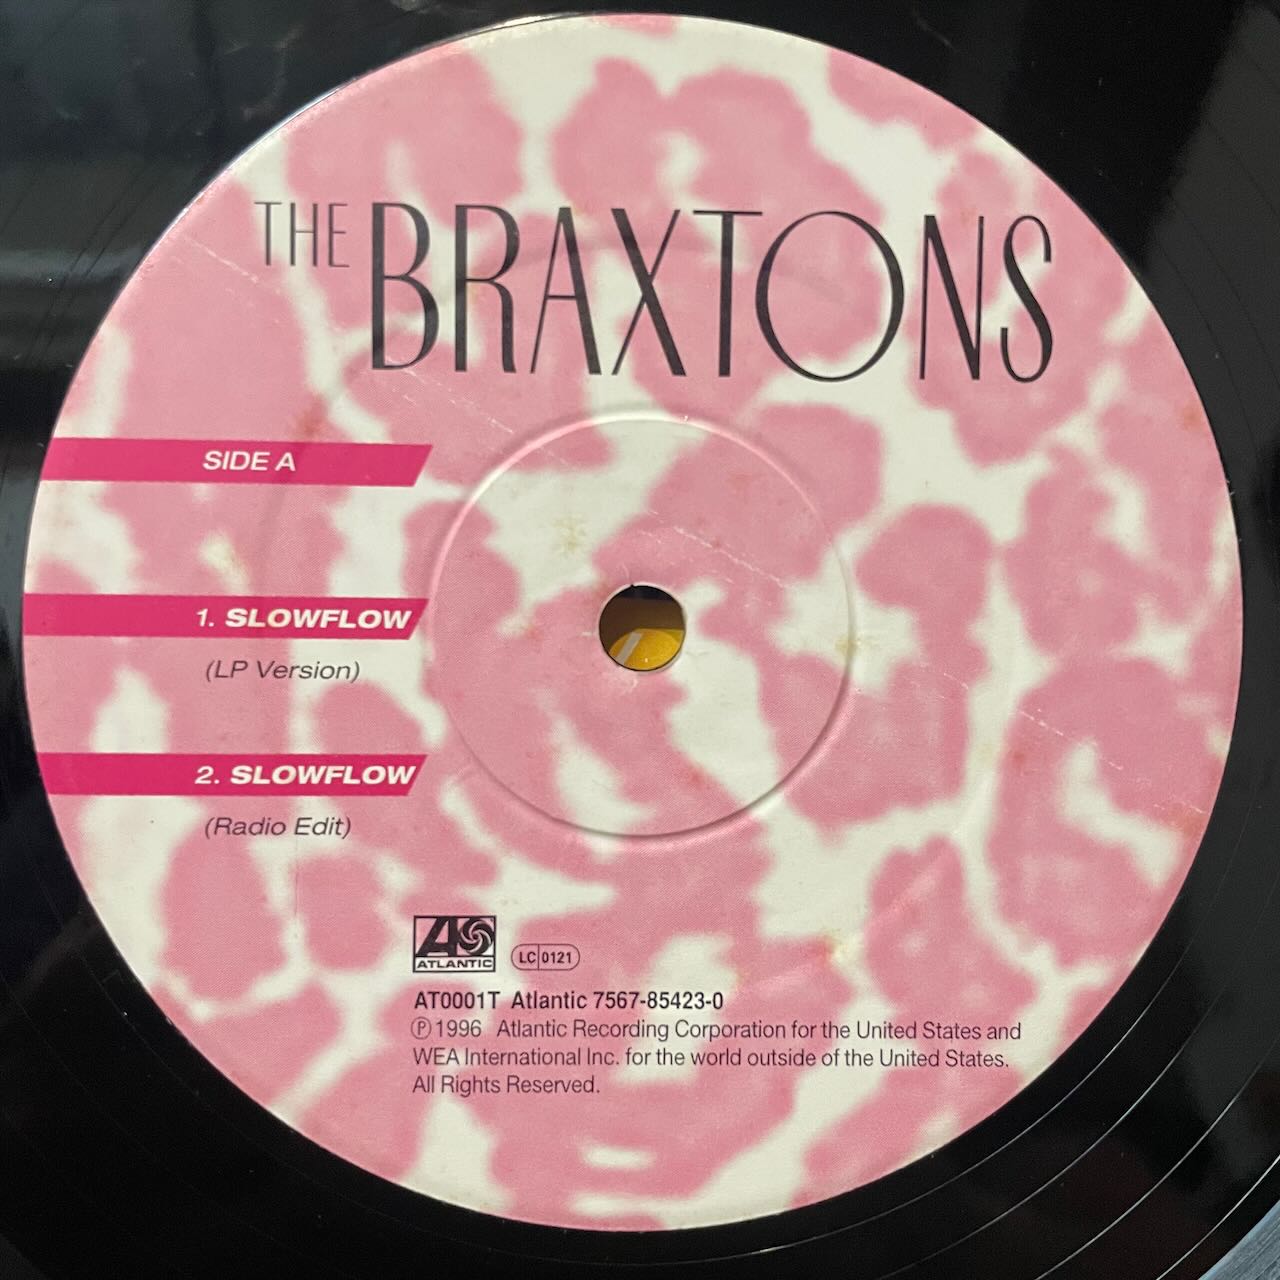 THE BRAXTONS
SIDE A
1. SLOWFLOW
(LP Version)
2. SLOWFLOW
(Radio Edit)
ATLANTIC
LC 0121
AT0001T Atlantic 7567-85423-0
℗ 1996 Atlantic Recording Corporation for the United States and
WEA International Inc. for the world outside of the United States.
All Rights Reserved.